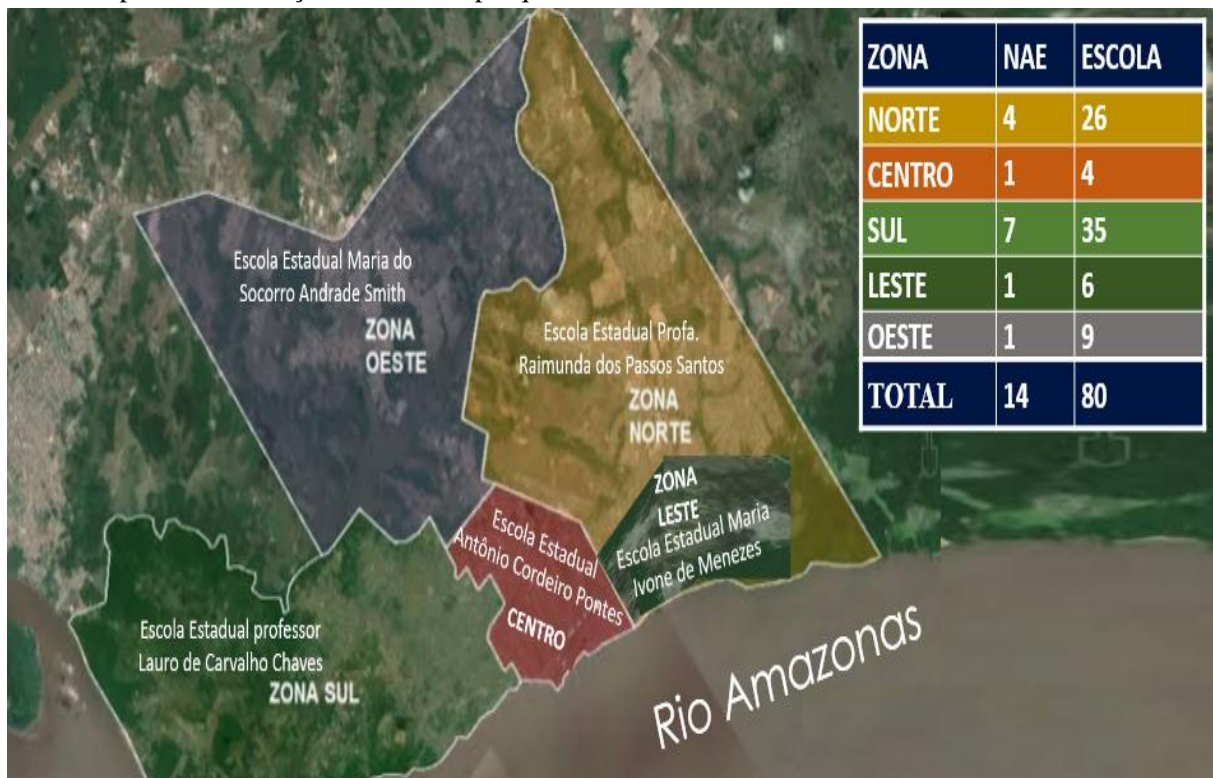 ZONA NAE ESCOLA
NORTE 4 26
CENTRO 1 4
SUL 7 35
LESTE 1 6
OESTE 1 9
TOTAL 14 80
Escola Estadual Maria do
Socorro Andrade Smith
ZONA
OESTE
Escola Estadual Profa.
Raimunda dos Passos Santos
ZONA
NORTE
ZONA
LESTE
Escola Estadual Maria
Ivone de Menezes
Escola Estadual
Antônio Cordeiro Pontes
CENTRO
Escola Estadual professor
Lauro de Carvalho Chaves
ZONA SUL
Rio Amazonas